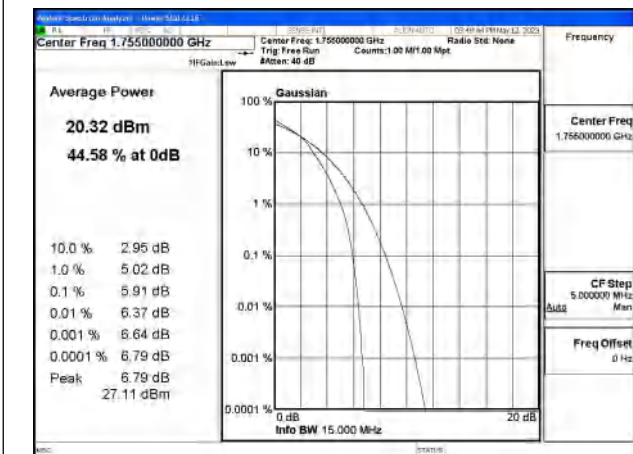 Center Freq 1.755000000 GHz
#IFGain:Low
Center Freq: 1.755000000 GHz
Trig: Free Run Counts:1.00 M/1.00 Mpt
#Atten: 40 dB
Radio Std: None
Frequency
Average Power
20.32 dBm
44.58 % at 0dB
10.0 % 2.95 dB
1.0 % 5.02 dB
0.1 % 5.91 dB
0.01 % 6.37 dB
0.001 % 6.64 dB
0.0001 % 6.79 dB
Peak 6.79 dB
27.11 dBm
Gaussian
100 %
10 %
1 %
0.1 %
0.01 %
0.001 %
0.0001 %
0 dB 20 dB
Info BW 15.000 MHz
Center Freq
1.755000000 GHz
CF Step
5.000000 MHz
Auto Man
Freq Offset
0 Hz
STATUS